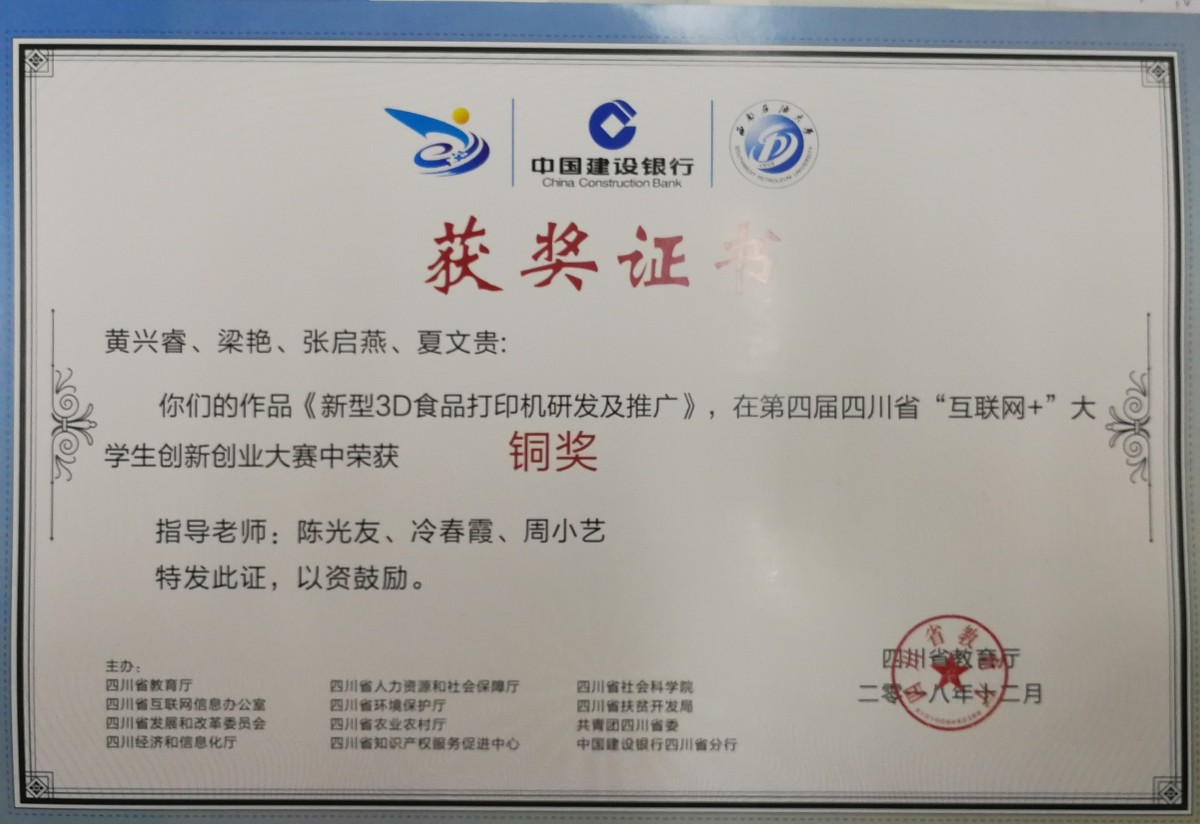 中国建设银行
China Construction Bank
西南石油大学
SOUTHWEST PETROLEUM UNIVERSITY
获奖证书
黄兴睿、梁艳、张启燕、夏文贵:
你们的作品《新型3D食品打印机研发及推广》，在第四届四川省“互联网+”大
学生创新创业大赛中荣获 铜奖
指导老师：陈光友、冷春霞、周小艺
特发此证，以资鼓励。
四川省教育厅
二零一八年十二月
主办：
四川省教育厅 四川省人力资源和社会保障厅 四川省社会科学院
四川省互联网信息办公室 四川省环境保护厅 四川省扶贫开发局
四川省发展和改革委员会 四川省农业农村厅 共青团四川省委
四川经济和信息化厅 四川省知识产权服务促进中心 中国建设银行四川省分行